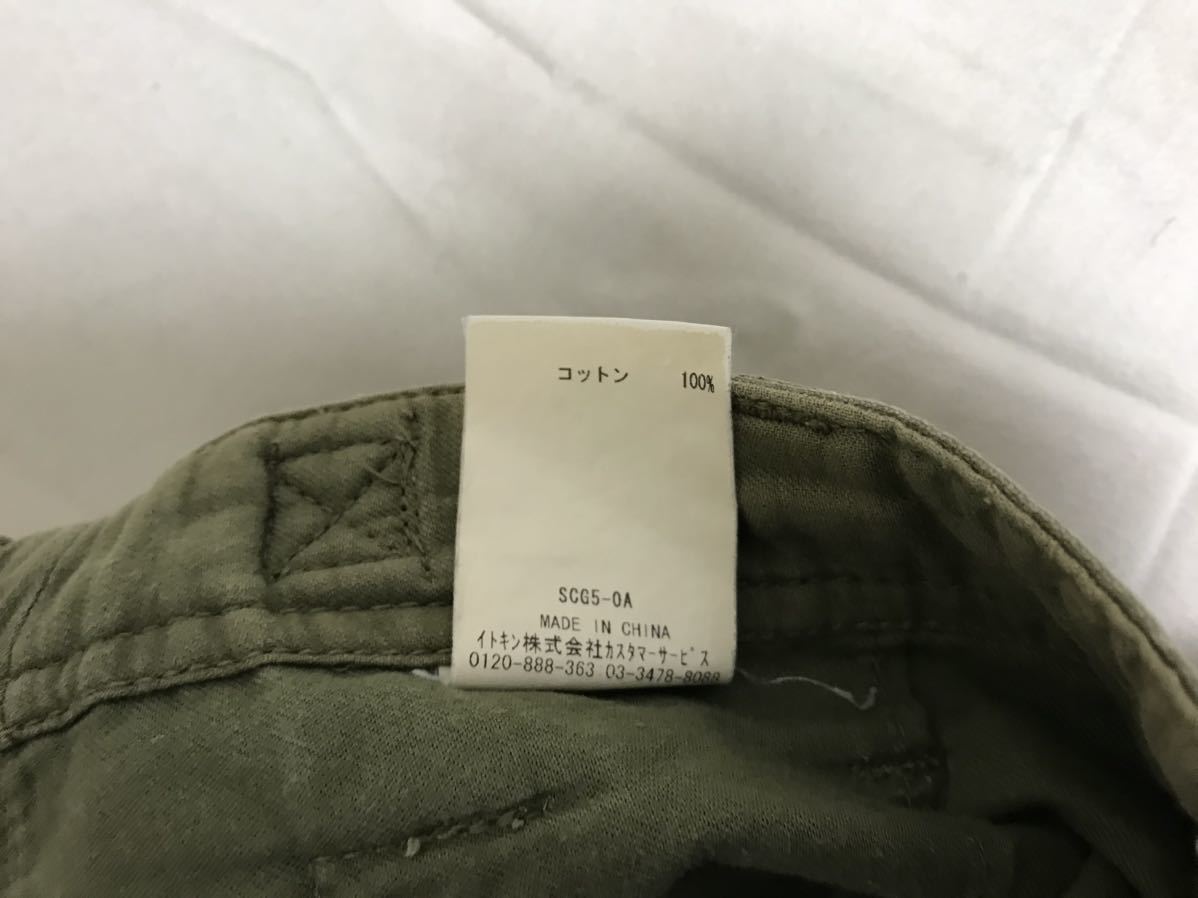 コットン 100%
SCG5-0A
MADE IN CHINA
イトキン株式会社カスタマーサービス
0120-888-363 03-3478-8088